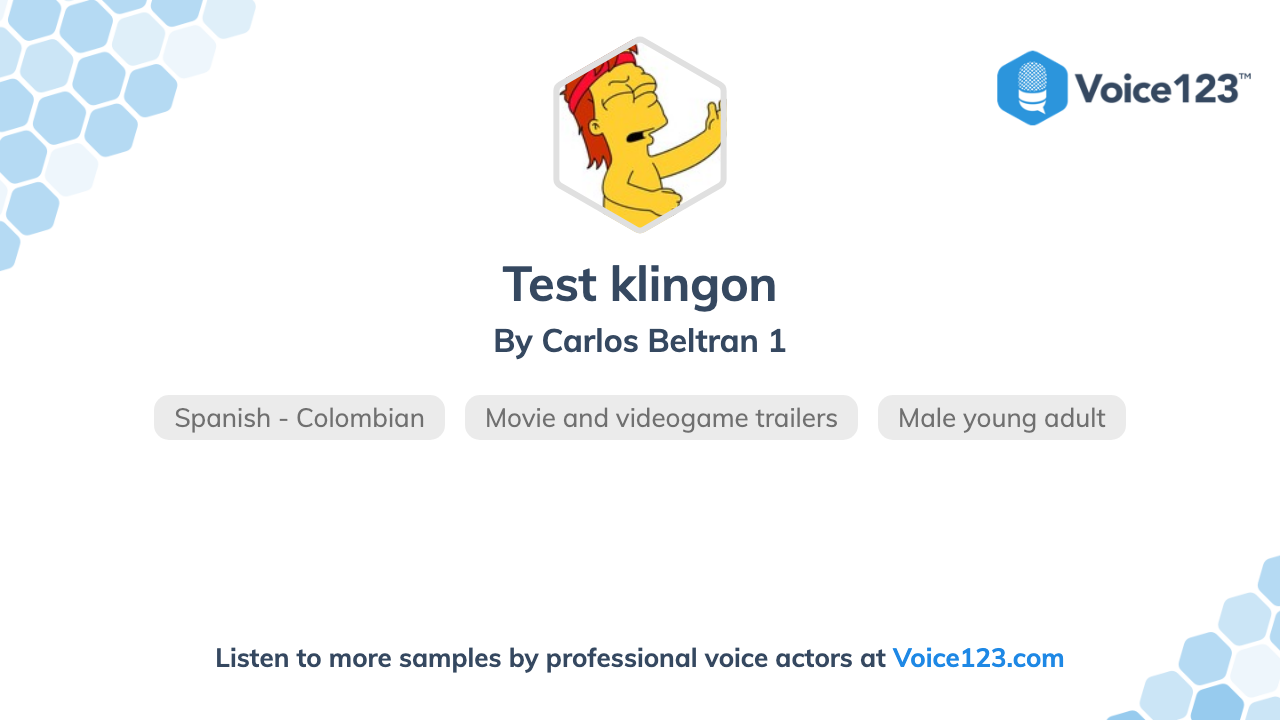 Voice123™
Test klingon
By Carlos Beltran 1
Spanish - Colombian
Movie and videogame trailers
Male young adult
Listen to more samples by professional voice actors at Voice123.com